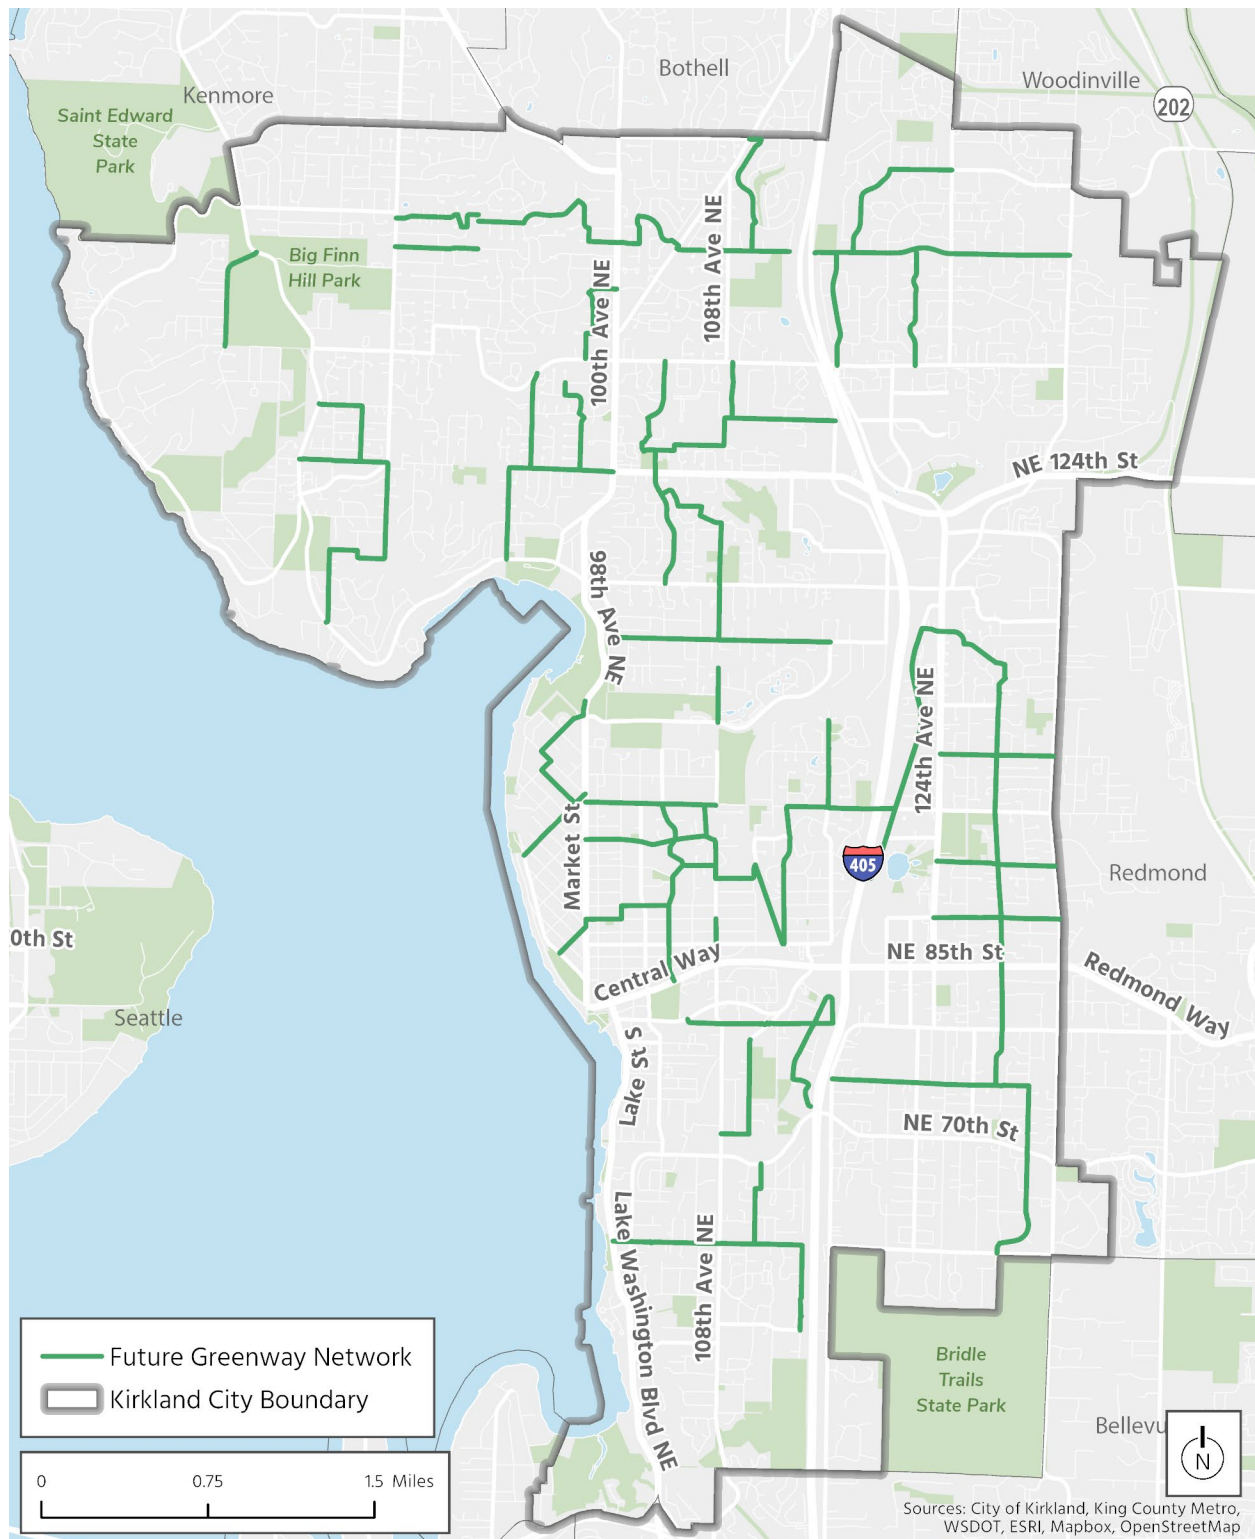 Bothell
Woodinville
Kenmore
202
Saint Edward
State
Park
108th Ave NE
Big Finn
Hill Park
100th Ave NE
NE 124th St
98th Ave NE
124th Ave NE
Market St
405
Redmond
0th St
NE 85th St
Central Way
Redmond Way
Seattle
Lake St S
NE 70th St
Lake Washington Blvd NE
108th Ave NE
Bridle
Trails
State Park
Future Greenway Network
Kirkland City Boundary
Bellevu
N
0 0.75 1.5 Miles
Sources: City of Kirkland, King County Metro,
WSDOT, ESRI, Mapbox, OpenStreetMap